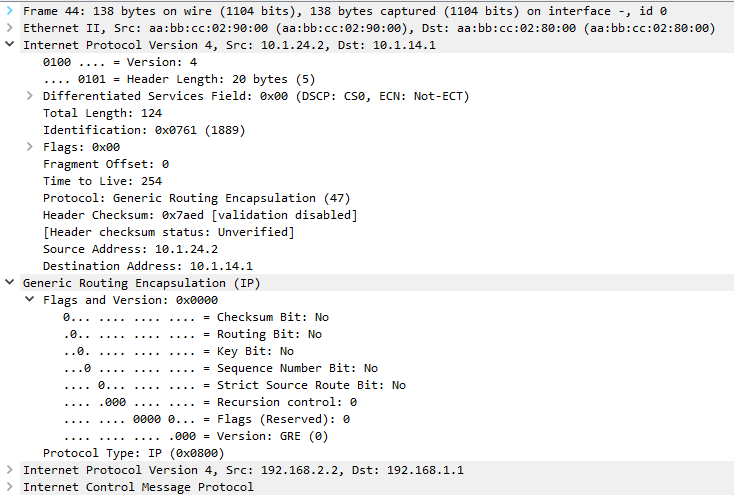 Frame 44: 138 bytes on wire (1104 bits), 138 bytes captured (1104 bits) on interface -, id 0
Ethernet II, Src: aa:bb:cc:02:90:00 (aa:bb:cc:02:90:00), Dst: aa:bb:cc:02:80:00 (aa:bb:cc:02:80:00)
Internet Protocol Version 4, Src: 10.1.24.2, Dst: 10.1.14.1
0100 .... = Version: 4
.... 0101 = Header Length: 20 bytes (5)
Differentiated Services Field: 0x00 (DSCP: CS0, ECN: Not-ECT)
Total Length: 124
Identification: 0x0761 (1889)
Flags: 0x00
Fragment Offset: 0
Time to Live: 254
Protocol: Generic Routing Encapsulation (47)
Header Checksum: 0x7aed [validation disabled]
[Header checksum status: Unverified]
Source Address: 10.1.24.2
Destination Address: 10.1.14.1
Generic Routing Encapsulation (IP)
Flags and Version: 0x0000
0... .... .... .... = Checksum Bit: No
.0.. .... .... .... = Routing Bit: No
..0. .... .... .... = Key Bit: No
...0 .... .... .... = Sequence Number Bit: No
.... 0... .... .... = Strict Source Route Bit: No
.... .000 .... .... = Recursion control: 0
.... .... 0000 0... = Flags (Reserved): 0
.... .... .... .000 = Version: GRE (0)
Protocol Type: IP (0x0800)
Internet Protocol Version 4, Src: 192.168.2.2, Dst: 192.168.1.1
Internet Control Message Protocol